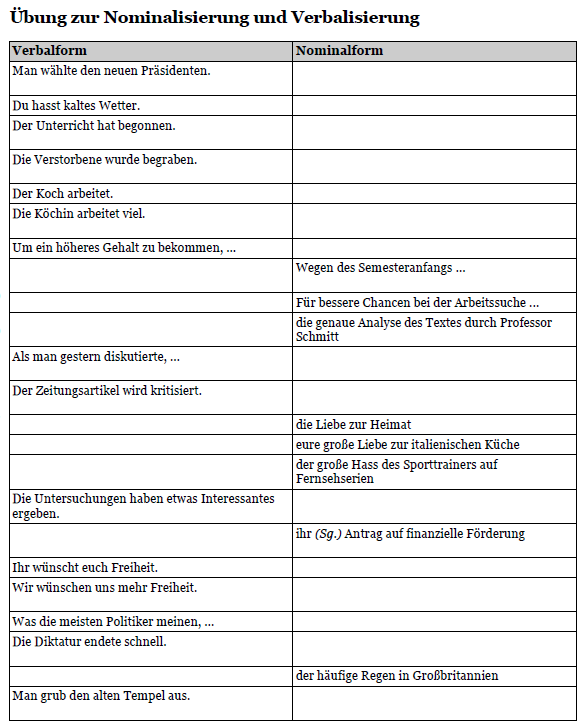 Übung zur Nominalisierung und Verbalisierung
Verbalform Nominalform
Man wählte den neuen Präsidenten.
Du hasst kaltes Wetter.
Der Unterricht hat begonnen.
Die Verstorbene wurde begraben.
Der Koch arbeitet.
Die Köchin arbeitet viel.
Um ein höheres Gehalt zu bekommen, ...
Wegen des Semesteranfangs ...
Für bessere Chancen bei der Arbeitssuche ...
die genaue Analyse des Textes durch Professor
Schmitt
Als man gestern diskutierte, ...
Der Zeitungsartikel wird kritisiert.
die Liebe zur Heimat
eure große Liebe zur italienischen Küche
der große Hass des Sporttrainers auf
Fernsehserien
Die Untersuchungen haben etwas Interessantes
ergeben.
ihr (Sg.) Antrag auf finanzielle Förderung
Ihr wünscht euch Freiheit.
Wir wünschen uns mehr Freiheit.
Was die meisten Politiker meinen, ...
Die Diktatur endete schnell.
der häufige Regen in Großbritannien
Man grub den alten Tempel aus.